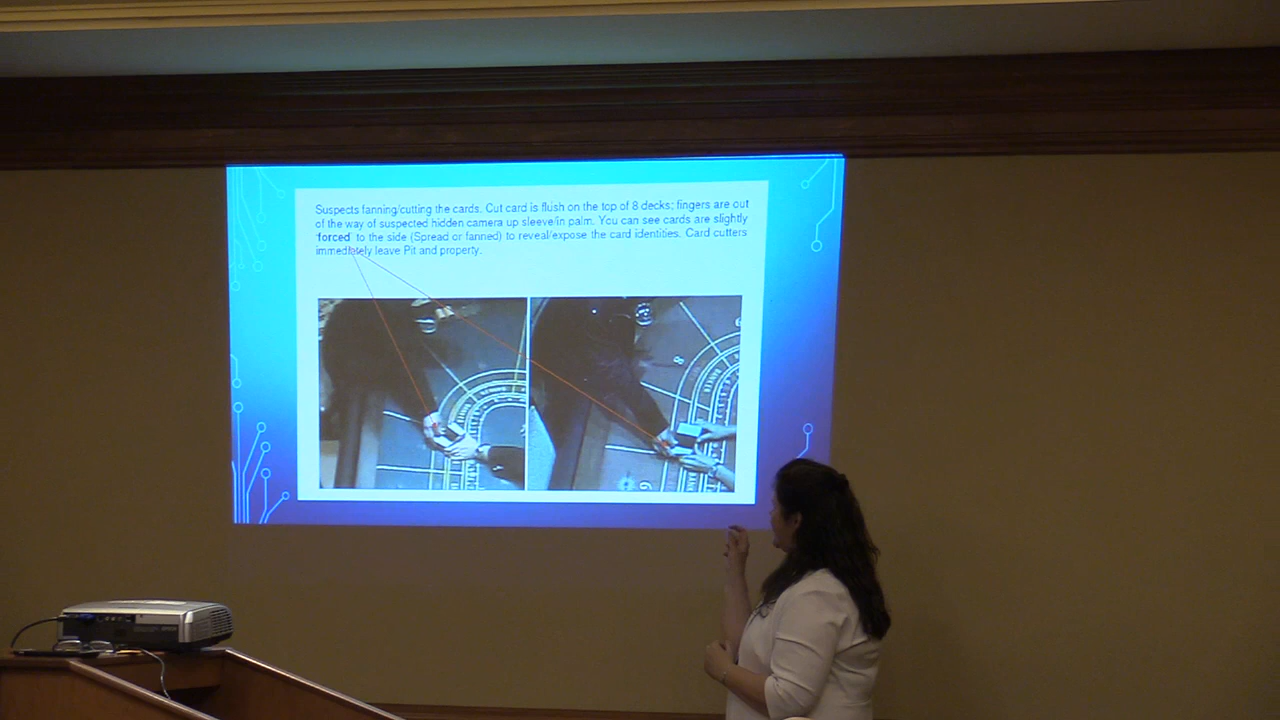 Suspects fanning/cutting the cards. Cut card is flush on the top of 8 decks; fingers are out
of the way of suspected hidden camera up sleeve/in palm. You can see cards are slightly
'forced' to the side (Spread or fanned) to reveal/expose the card identities. Card cutters
immediately leave Pit and property.
8
6